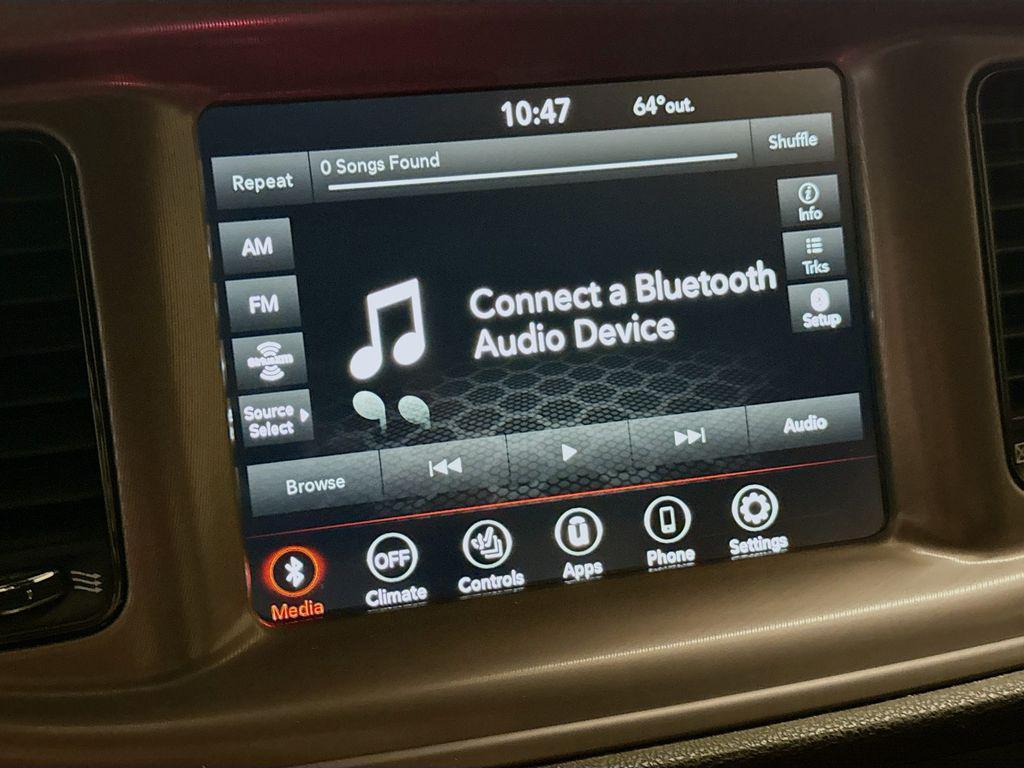 10:47 64°out.
Repeat 0 Songs Found Shuffle
AM
FM
Source
Select
Info
Trks
Setup
Connect a Bluetooth
Audio Device
Browse Audio
Media
OFF
Climate
Controls
Apps
Phone
Settings